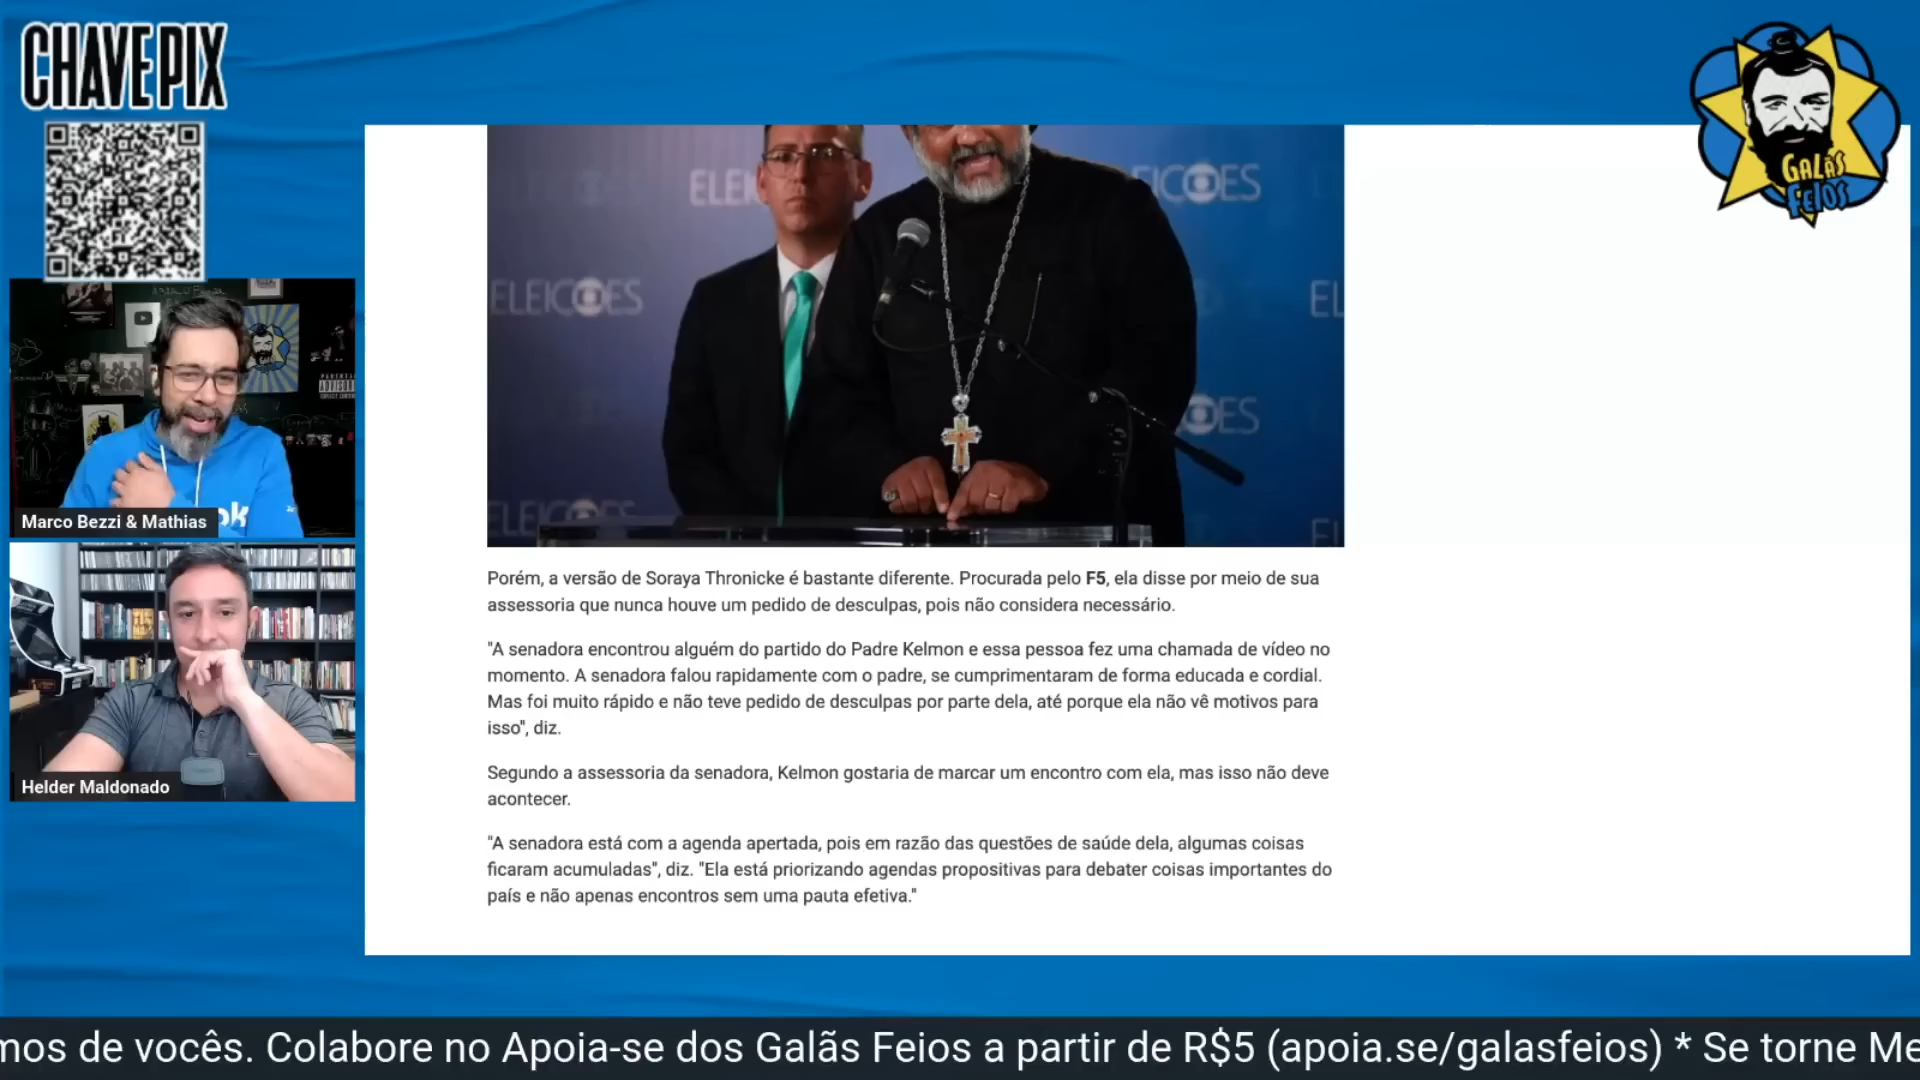 CHAVE PIX
GALÃS
FEIOS
ELEIÇÕES
ELEIÇÕES
Marco Bezzi & Mathias
Helder Maldonado
Porém, a versão de Soraya Thronicke é bastante diferente. Procurada pelo F5, ela disse por meio de sua
assessoria que nunca houve um pedido de desculpas, pois não considera necessário.
"A senadora encontrou alguém do partido do Padre Kelmon e essa pessoa fez uma chamada de vídeo no
momento. A senadora falou rapidamente com o padre, se cumprimentaram de forma educada e cordial.
Mas foi muito rápido e não teve pedido de desculpas por parte dela, até porque ela não vê motivos para
isso", diz.
Segundo a assessoria da senadora, Kelmon gostaria de marcar um encontro com ela, mas isso não deve
acontecer.
"A senadora está com a agenda apertada, pois em razão das questões de saúde dela, algumas coisas
ficaram acumuladas", diz. "Ela está priorizando agendas propositivas para debater coisas importantes do
país e não apenas encontros sem uma pauta efetiva."
mos de vocês. Colabore no Apoia-se dos Galãs Feios a partir de R$5 (apoia.se/galasfeios) * Se torne Me